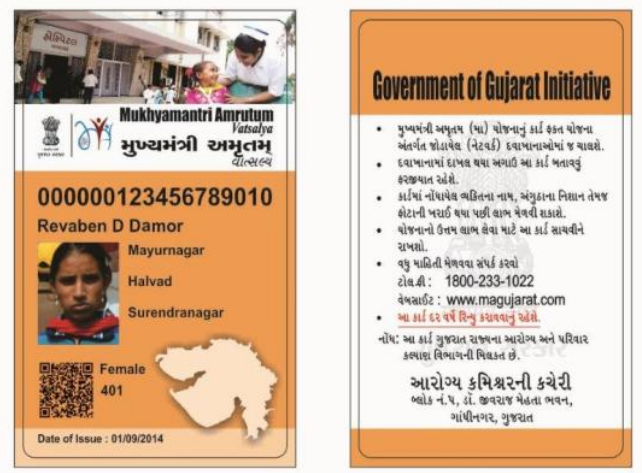 હોસ્પિટલ
Mukhyamantri Amrutum
Vatsalya
મુખ્યમંત્રી અમૃતમ્
વાત્સલ્ય
000000123456789010
Revaben D Damor
Mayurnagar
Halvad
Surendranagar
Female
401
Date of Issue : 01/09/2014
Government of Gujarat Initiative
• મુખ્યમંત્રી અમૃતમ (મા) યોજનાનું કાર્ડ ફકત યોજના
અંતર્ગત જોડાયેલ (નેટવર્ક) દવાખાનાઓમાં જ ચાલશે.
• દવાખાનામાં દાખલ થયા અગાઉ આ કાર્ડ બતાવવું
ફરજીયાત રહેશે.
• કાર્ડમાં નોંધાયેલ વ્યકિતના નામ, અંગુઠાના નિશાન તેમજ
ફોટાની ખરાઈ થયા પછી લાભ મેળવી શકાશે.
• યોજનાનો ઉત્તમ લાભ લેવા માટે આ કાર્ડ સાચવીને
રાખશો.
• વધુ માહિતી મેળવવા સંપર્ક કરવો
ટોલ.ફ્રી : 1800-233-1022
વેબસાઈટ : www.magujarat.com
• આ કાર્ડ દર વર્ષે રિન્યુ કરાવવાનું રહેશે.
નોંધ: આ કાર્ડ ગુજરાત રાજ્યના આરોગ્ય અને પરિવાર
કલ્યાણ વિભાગની મિલકત છે.
આરોગ્ય કમિશ્નરની કચેરી
બ્લોક નં.૫, ડૉ. જીવરાજ મેહતા ભવન,
ગાંધીનગર, ગુજરાત